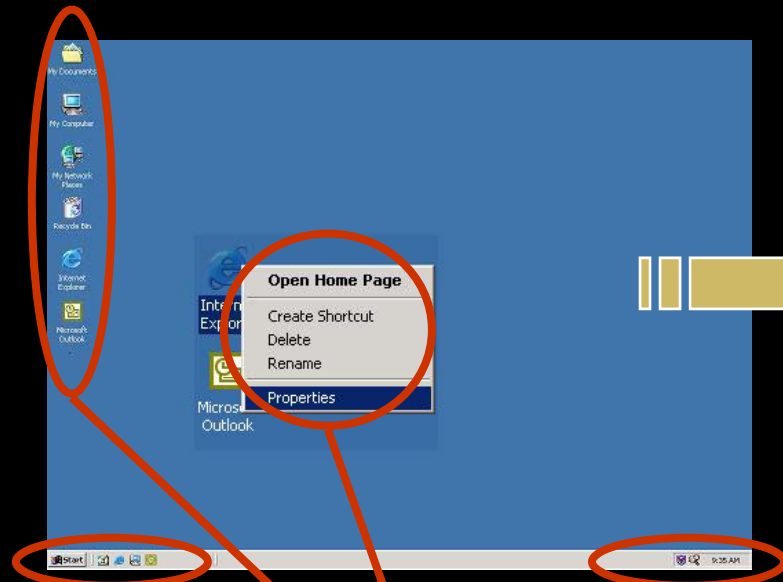 My Documents
My Computer
My Network
Places
Recycle Bin
Internet
Explorer
Microsoft
Outlook
Open Home Page
Intern
Explor
Create Shortcut
Delete
Rename
Properties
Micros
Outlook
Start
9:35 AM